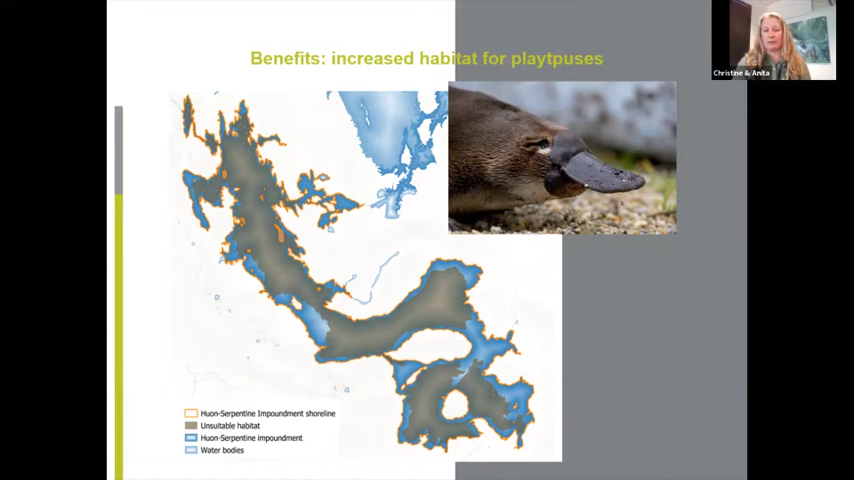 Benefits: increased habitat for playtpuses
Christine & Anita
Huon-Serpentine Impoundment shoreline
Unsuitable habitat
Huon-Serpentine impoundment
Water bodies